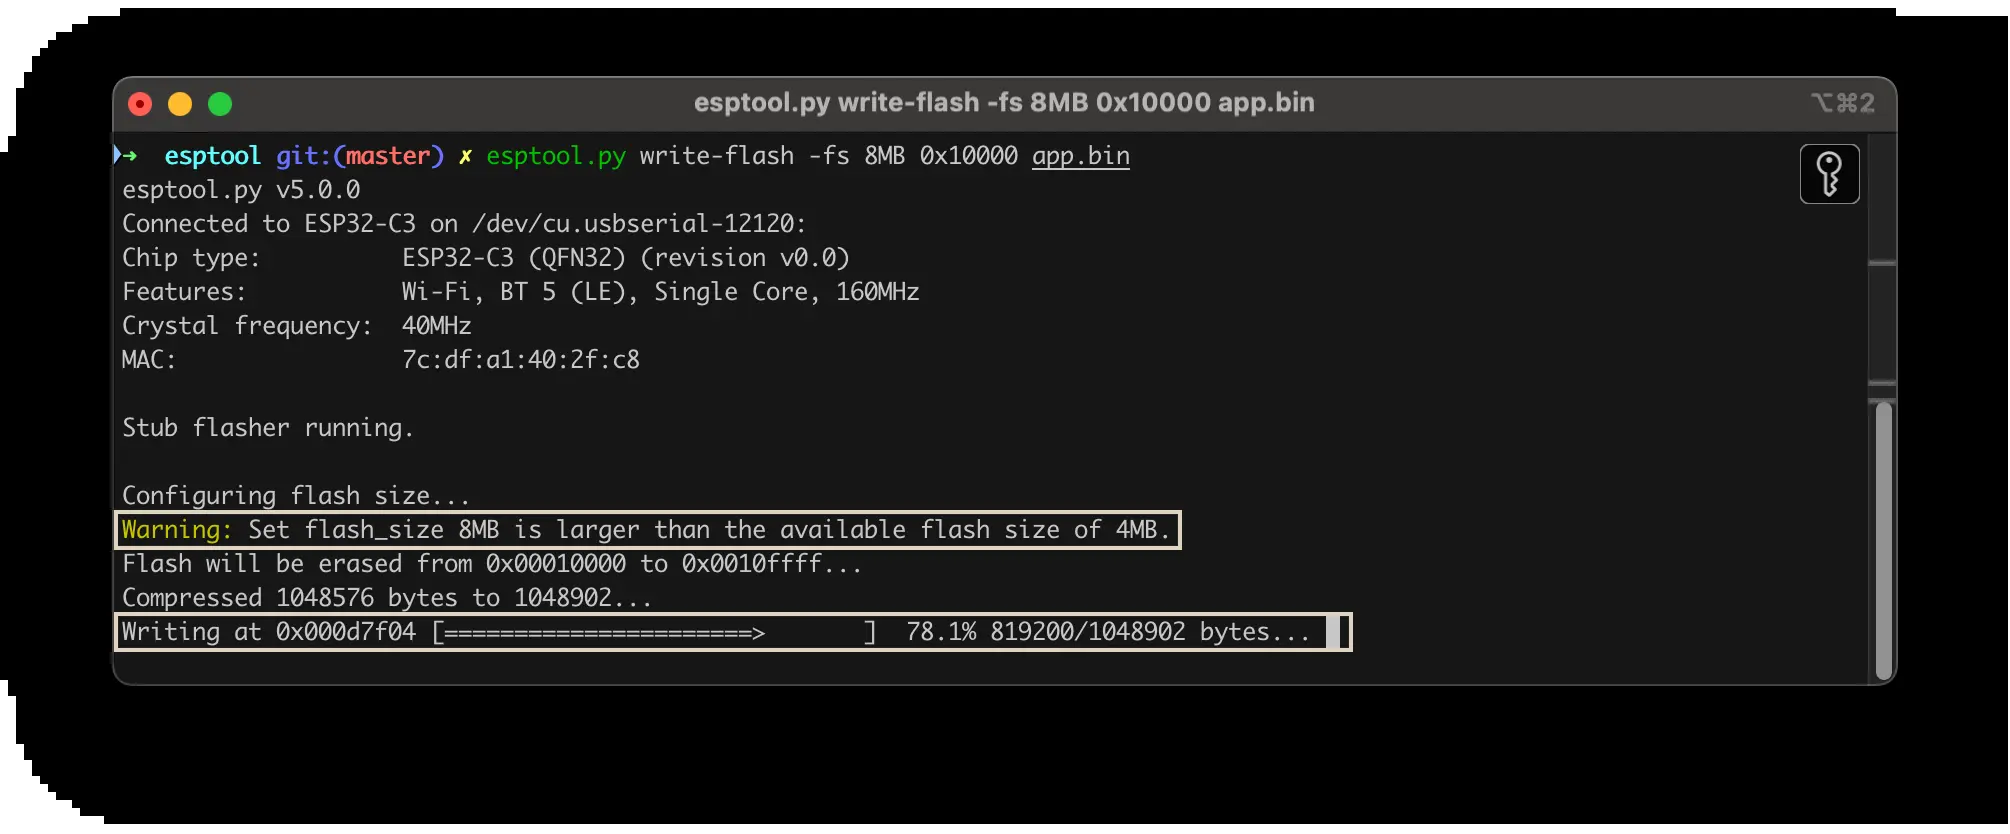 esptool.py write-flash -fs 8MB 0x10000 app.bin
⌥⌘2
➜ esptool git:(master) ✗ esptool.py write-flash -fs 8MB 0x10000 app.bin
esptool.py v5.0.0
Connected to ESP32-C3 on /dev/cu.usbserial-12120:
Chip type: ESP32-C3 (QFN32) (revision v0.0)
Features: Wi-Fi, BT 5 (LE), Single Core, 160MHz
Crystal frequency: 40MHz
MAC: 7c:df:a1:40:2f:c8
Stub flasher running.
Configuring flash size...
Warning: Set flash_size 8MB is larger than the available flash size of 4MB.
Flash will be erased from 0x00010000 to 0x0010ffff...
Compressed 1048576 bytes to 1048902...
Writing at 0x000d7f04 [======================>       ]  78.1% 819200/1048902 bytes...